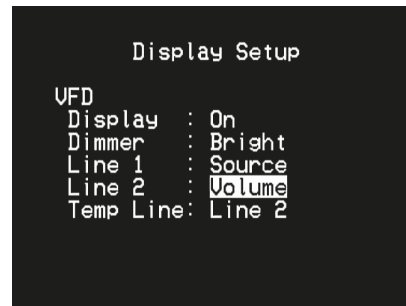 Display Setup
VFD
Display : On
Dimmer : Bright
Line 1 : Source
Line 2 : Volume
Temp Line: Line 2